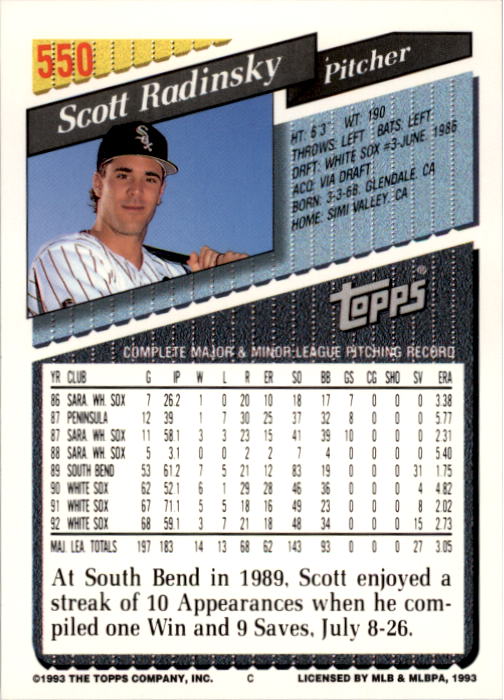 550
Scott Radinsky
Pitcher
HT: 6'3" WT: 190
THROWS: LEFT BATS: LEFT
DRFT: WHITE SOX #3-JUNE, 1986
ACQ: VIA DRAFT
BORN: 3-3-68, GLENDALE, CA
HOME: SIMI VALLEY, CA
SOX
TOPPS®
COMPLETE MAJOR & MINOR-LEAGUE PITCHING RECORD
YR CLUB G IP W L R ER SO BB GS CG SHO SV ERA
86 SARA. WH. SOX 7 26.2 1 0 20 10 18 17 7 0 0 0 3.38
87 PENINSULA 12 39 1 7 30 25 37 32 8 0 0 0 5.77
87 SARA. WH. SOX 11 58.1 3 3 23 15 41 39 10 0 0 0 2.31
88 SARA. WH. SOX 5 3.1 0 0 2 2 7 4 0 0 0 0 5.40
89 SOUTH BEND 53 61.2 7 5 21 12 83 19 0 0 0 31 1.75
90 WHITE SOX 62 52.1 6 1 29 28 46 36 0 0 0 4 4.82
91 WHITE SOX 67 71.1 5 5 18 16 49 23 0 0 0 8 2.02
92 WHITE SOX 68 59.1 3 7 21 18 48 34 0 0 0 15 2.73
MAJ. LEA. TOTALS 197 183 14 13 68 62 143 93 0 0 0 27 3.05
At South Bend in 1989, Scott enjoyed a
streak of 10 Appearances when he com-
piled one Win and 9 Saves, July 8-26.
©1993 THE TOPPS COMPANY, INC. C LICENSED BY MLB & MLBPA, 1993